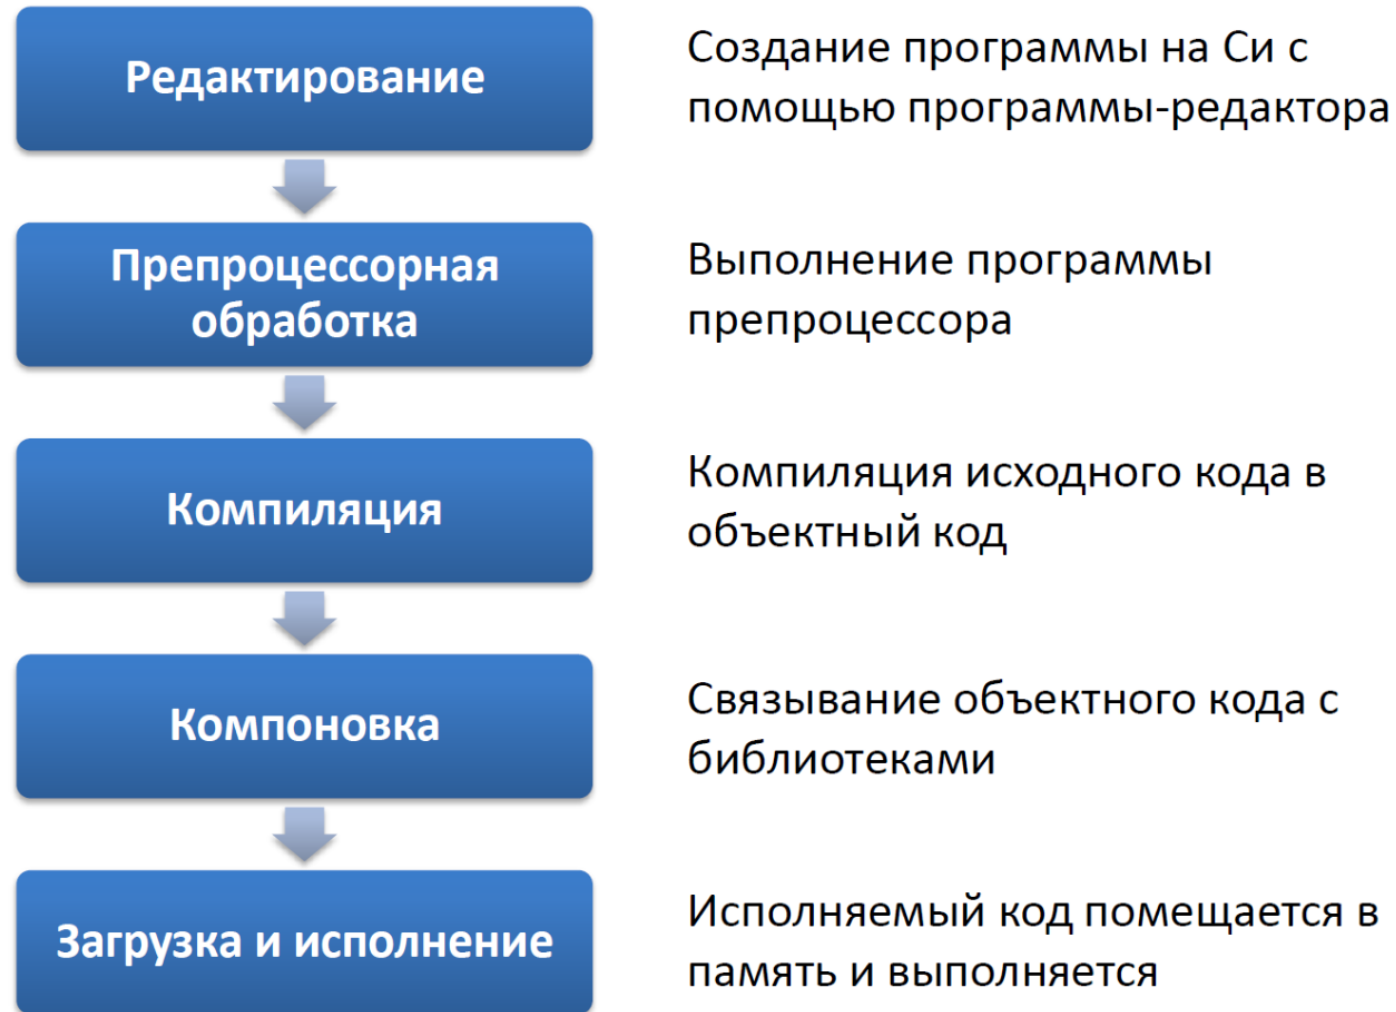 Редактирование
Создание программы на Си с
помощью программы-редактора
Препроцессорная
обработка
Выполнение программы
препроцессора
Компиляция
Компиляция исходного кода в
объектный код
Компоновка
Связывание объектного кода с
библиотеками
Загрузка и исполнение
Исполняемый код помещается в
память и выполняется